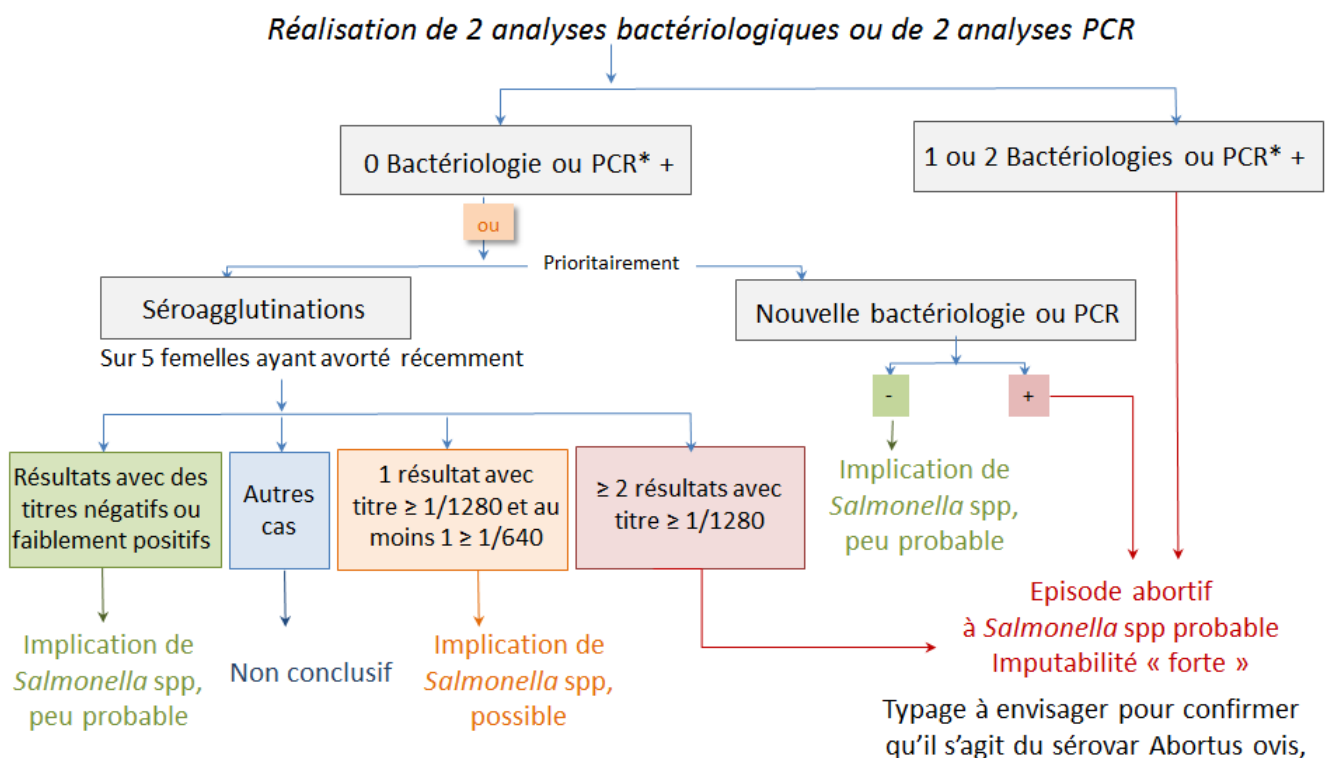 Réalisation de 2 analyses bactériologiques ou de 2 analyses PCR
0 Bactériologie ou PCR* +
1 ou 2 Bactériologies ou PCR* +
ou
Prioritairement
Séroagglutinations
Nouvelle bactériologie ou PCR
Sur 5 femelles ayant avorté récemment
-
+
Résultats avec des
titres négatifs ou
faiblement positifs
Autres
cas
1 résultat avec
titre ≥ 1/1280 et au
moins 1 ≥ 1/640
≥ 2 résultats avec
titre ≥ 1/1280
Implication de
Salmonella spp,
peu probable
Implication de
Salmonella spp,
peu probable
Non conclusif
Implication de
Salmonella spp,
possible
Episode abortif
à Salmonella spp probable
Imputabilité « forte »
Typage à envisager pour confirmer
qu'il s'agit du sérovar Abortus ovis,